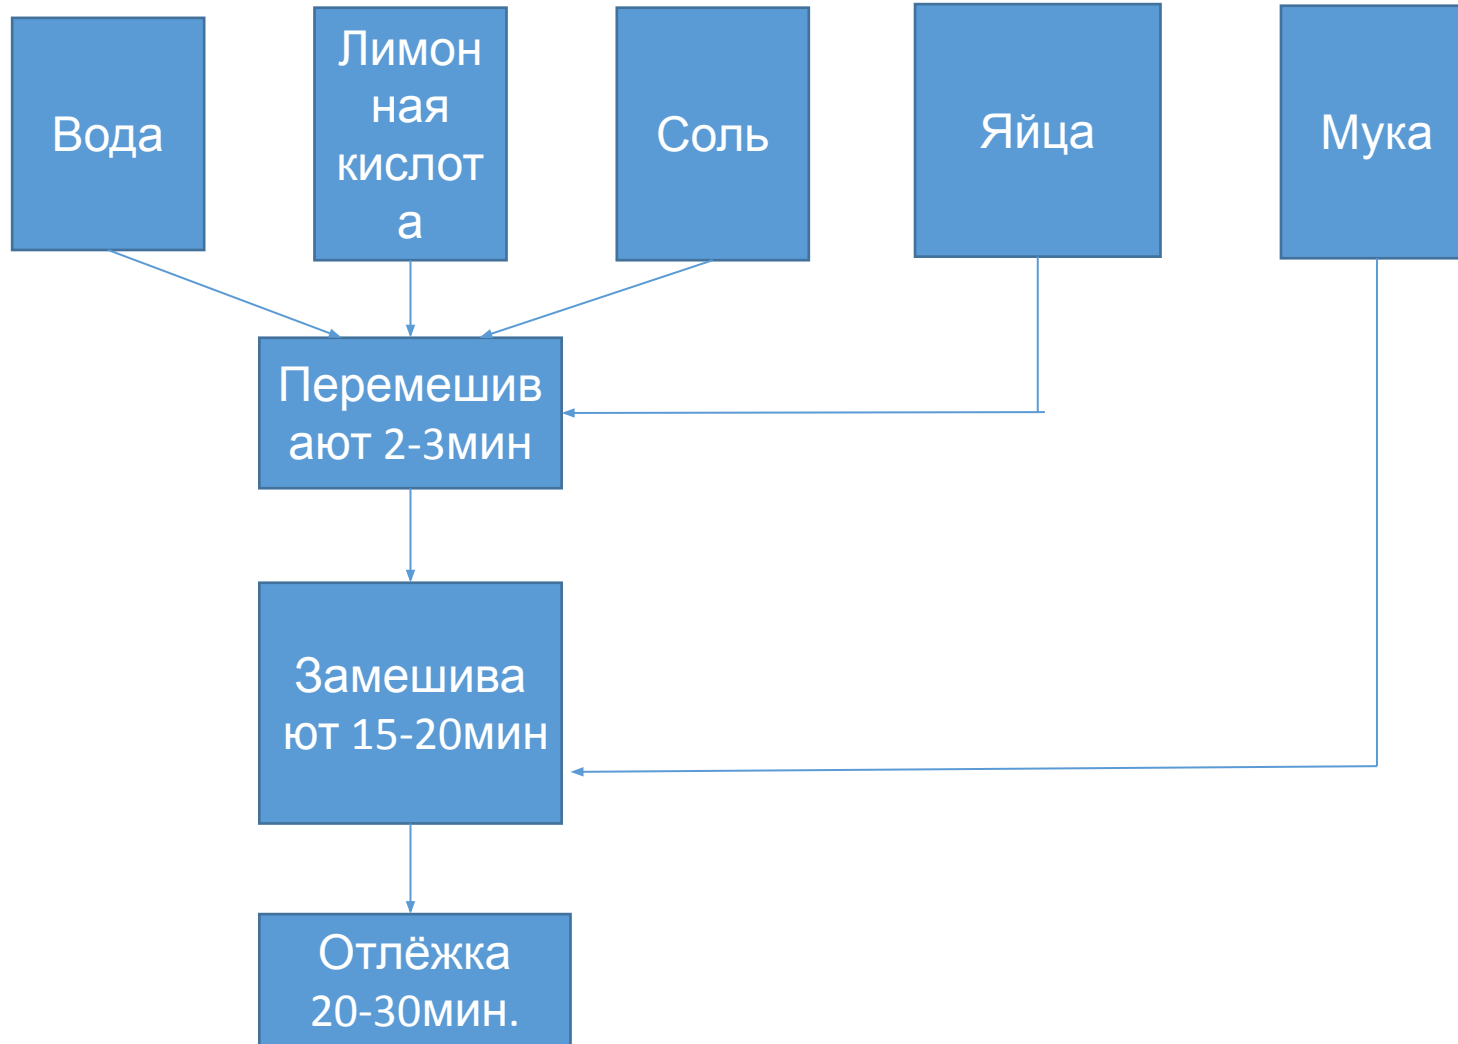 Вода
Лимон
ная
кислот
а
Соль
Яйца
Мука
Перемешив
ают 2-3мин
Замешива
ют 15-20мин
Отлёжка
20-30мин.